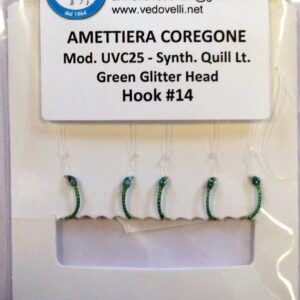 dal 1964
www.vedovelli.net
AMETTIERA COREGONE
Mod. UVC25 - Synth. Quill Lt.
Green Glitter Head
Hook #14